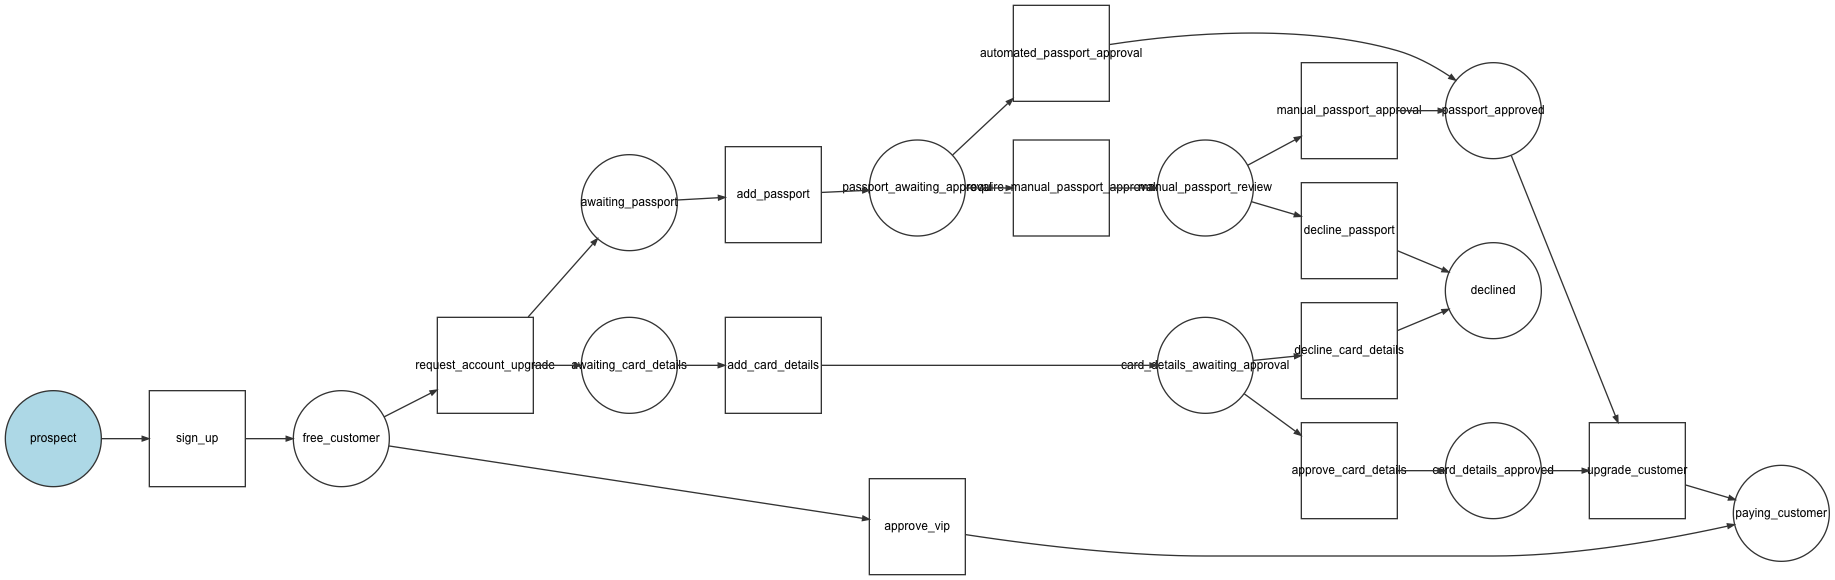 automated_passport_approval
manual_passport_approval
passport_approved
awaiting_passport
add_passport
passport_awaiting_approval
require_manual_passport_approval
manual_passport_review
decline_passport
declined
request_account_upgrade
awaiting_card_details
add_card_details
card_details_awaiting_approval
decline_card_details
prospect
sign_up
free_customer
approve_card_details
card_details_approved
upgrade_customer
approve_vip
paying_customer